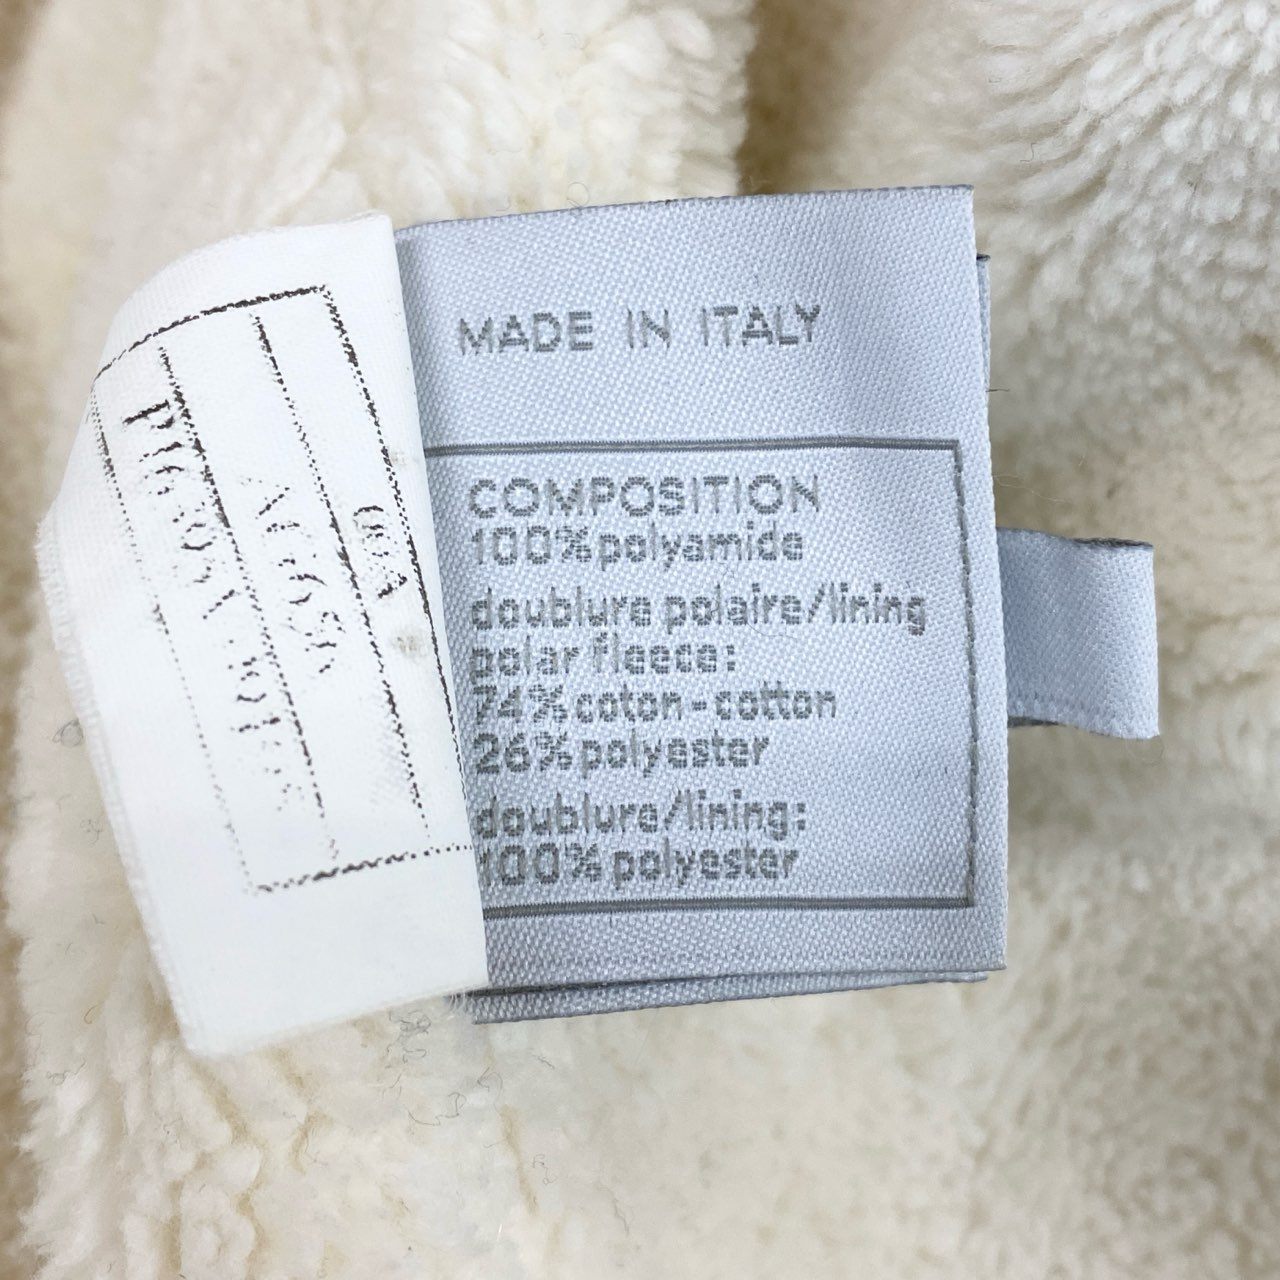 MADE IN ITALY
COMPOSITION
100% polyamide
doublure polaire/lining
polar fleece:
74% coton - cotton
26% polyester
doublure/lining:
100% polyester